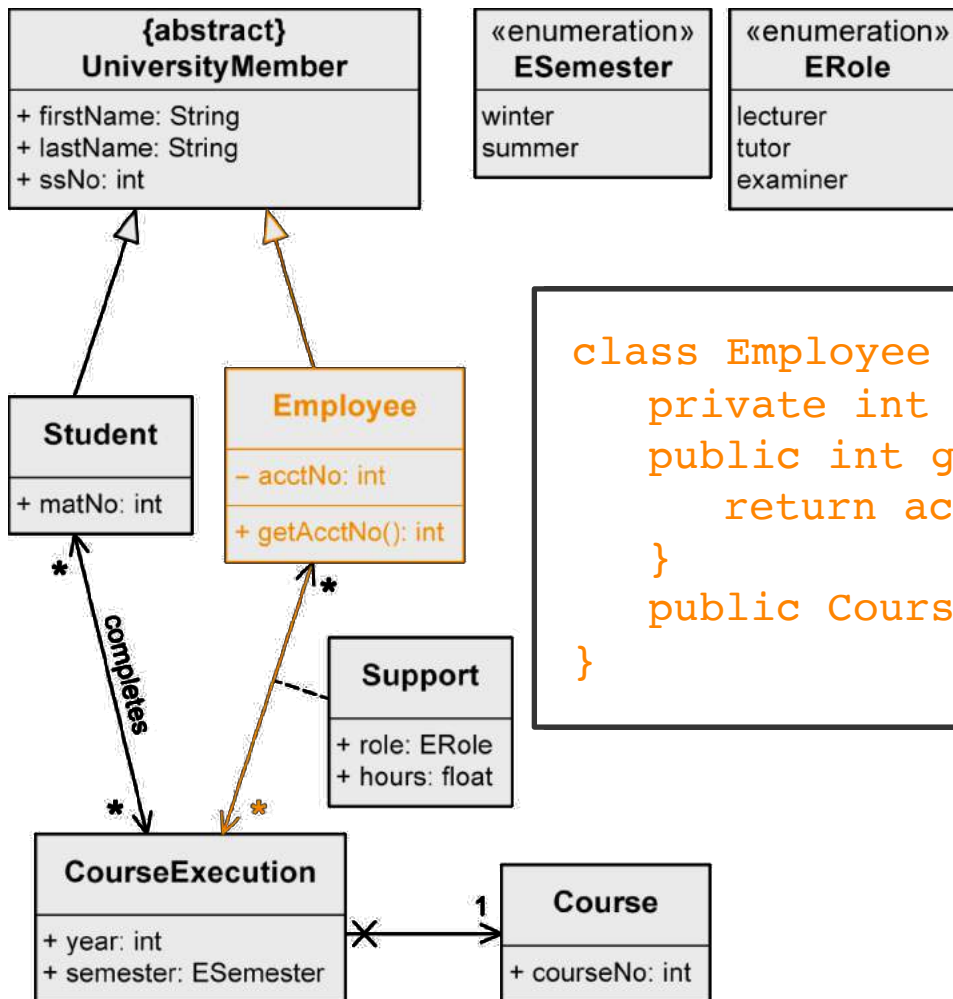 {abstract}
UniversityMember
+ firstName: String
+ lastName: String
+ ssNo: int
«enumeration»
ESemester
winter
summer
«enumeration»
ERole
lecturer
tutor
examiner
Student
+ matNo: int
Employee
– acctNo: int
+ getAcctNo(): int
class Employee
private int
public int g
return ac
}
public Cours
}
*
*
completes
Support
+ role: ERole
+ hours: float
*
*
CourseExecution
+ year: int
+ semester: ESemester
1
Course
+ courseNo: int